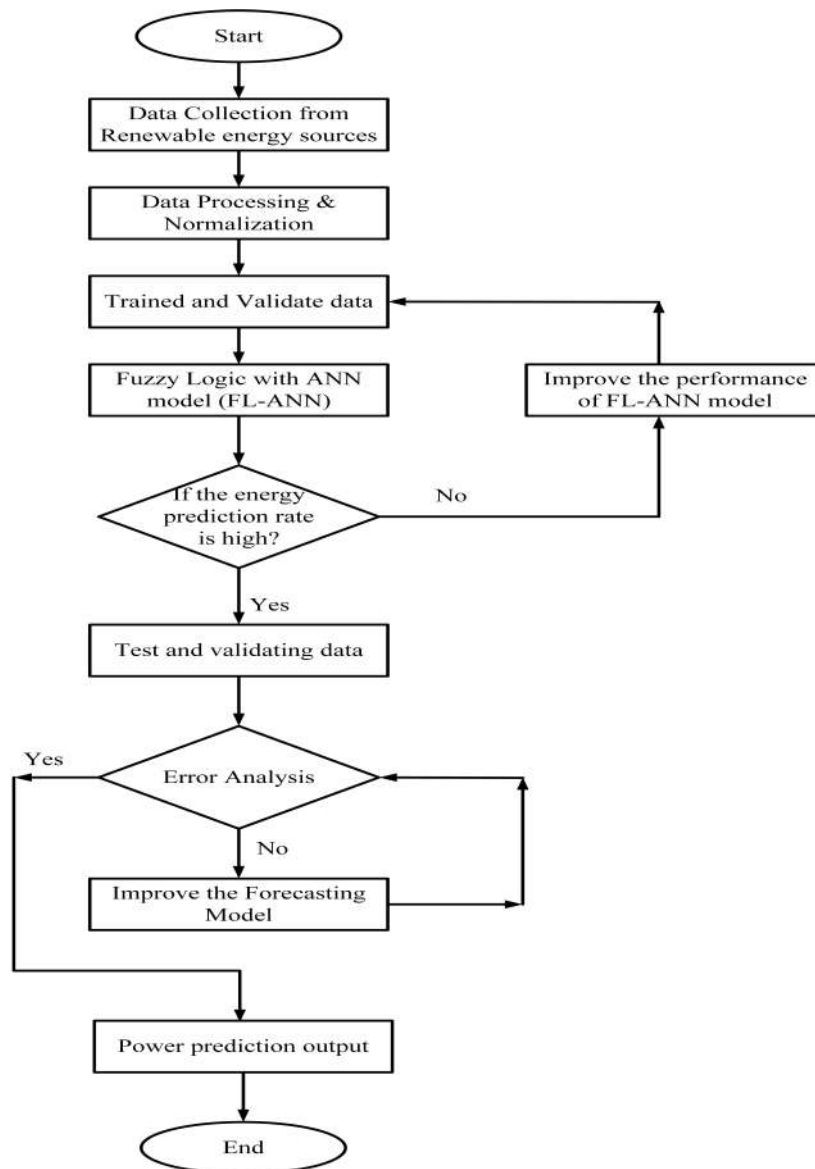 Start
Data Collection from
Renewable energy sources
Data Processing &
Normalization
Trained and Validate data
Fuzzy Logic with ANN
model (FL-ANN)
Improve the performance
of FL-ANN model
If the energy
prediction rate
is high?
No
Yes
Test and validating data
Yes
Error Analysis
No
Improve the Forecasting
Model
Power prediction output
End